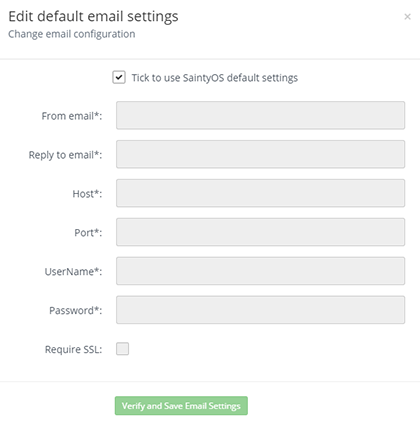 Edit default email settings
×
Change email configuration
Tick to use SaintyOS default settings
From email*:
Reply to email*:
Host*:
Port*:
UserName*:
Password*:
Require SSL:
Verify and Save Email Settings